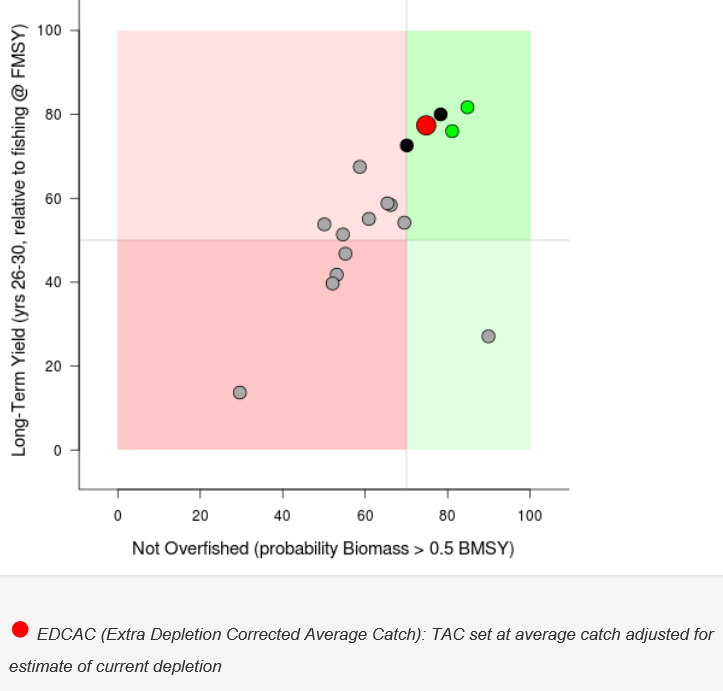 Long-Term Yield (yrs 26-30, relative to fishing @ FMSY)
100
80
60
40
20
0
0 20 40 60 80 100
Not Overfished (probability Biomass > 0.5 BMSY)
EDCAC (Extra Depletion Corrected Average Catch): TAC set at average catch adjusted for
estimate of current depletion